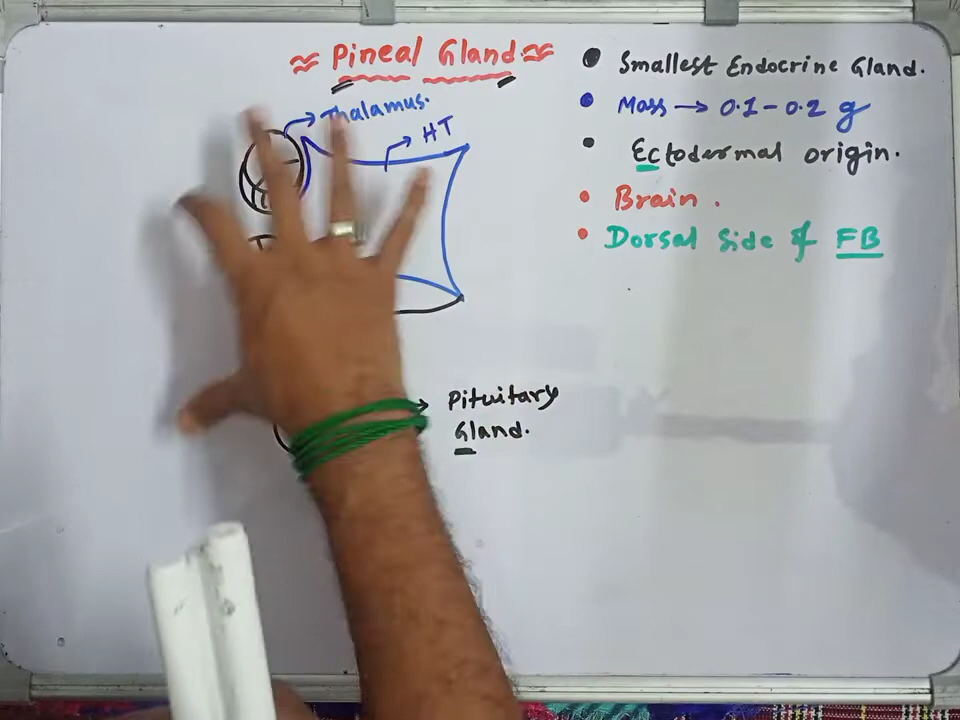 ≈ Pineal Gland ≈
Thalamus.
HT
Pituitary
Gland.
• Smallest Endocrine Gland.
• Mass → 0.1 - 0.2 g
• Ectodermal origin.
• Brain .
• Dorsal Side of FB